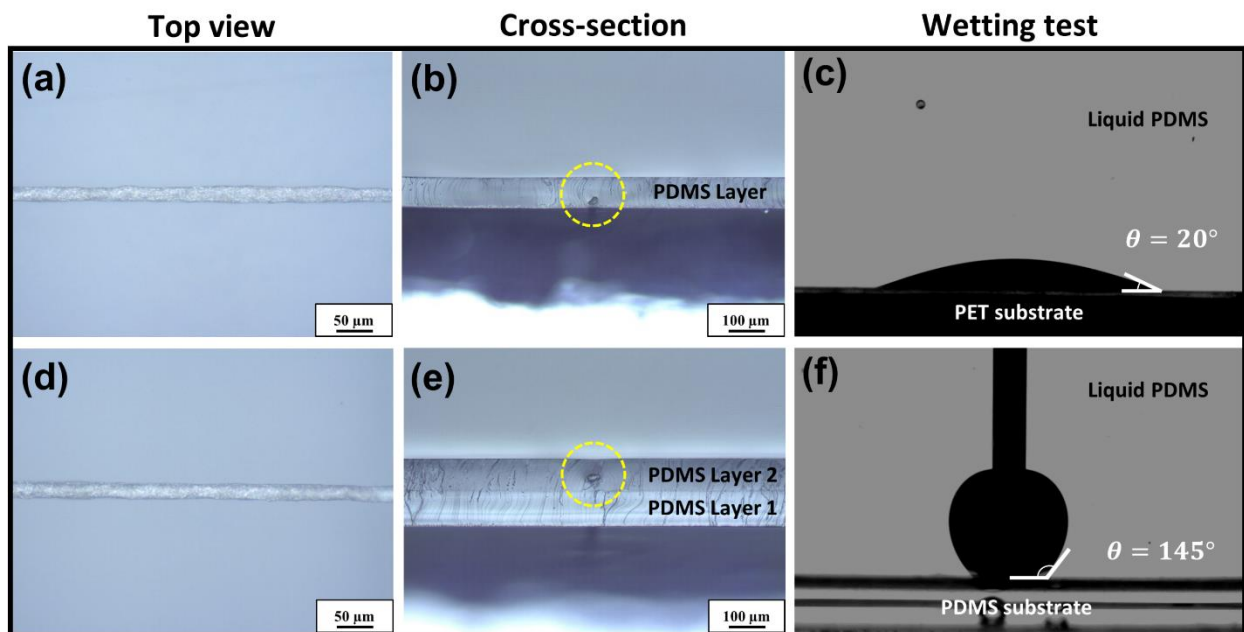 Top view
Cross-section
Wetting test
(a)
50 µm
(b)
PDMS Layer
100 µm
(c)
Liquid PDMS
θ = 20°
PET substrate
(d)
50 µm
(e)
PDMS Layer 2
PDMS Layer 1
100 µm
(f)
Liquid PDMS
θ = 145°
PDMS substrate